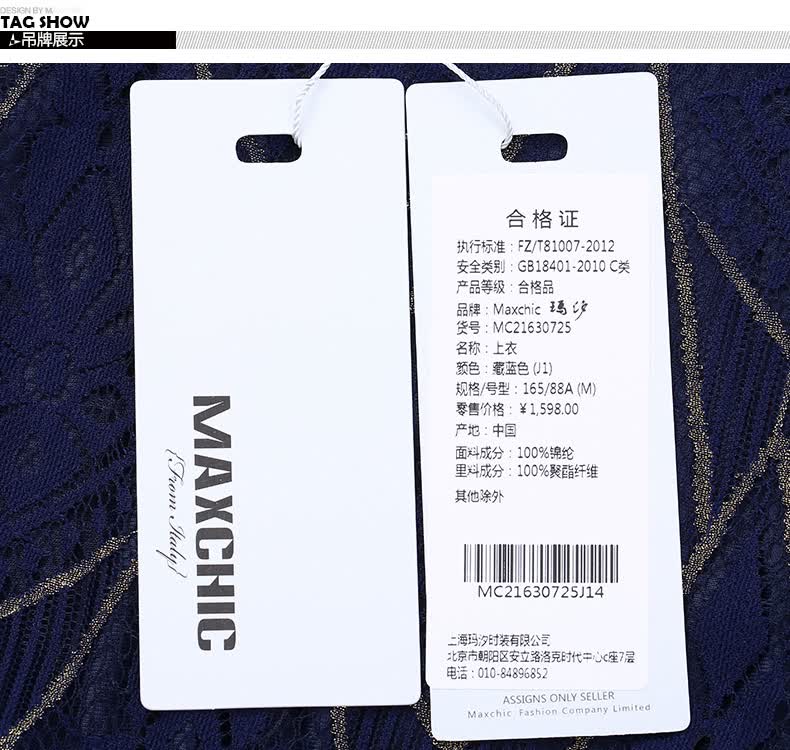 DESIGN BY M
TAG SHOW
吊牌展示
MAXCHIC
{From Italy}
合格证
执行标准：FZ/T81007-2012
安全类别：GB18401-2010 C类
产品等级：合格品
品牌：Maxchic 玛汐
货号：MC21630725
名称：上衣
颜色：藏蓝色 (J1)
规格/号型：165/88A (M)
零售价格：￥1,598.00
产地：中国
面料成分：100%锦纶
里料成分：100%聚酯纤维
其他除外
MC21630725J14
上海玛汐时装有限公司
北京市朝阳区安立路洛克时代中心c座7层
电话：010-84896852
ASSIGNS ONLY SELLER
Maxchic Fashion Company Limited